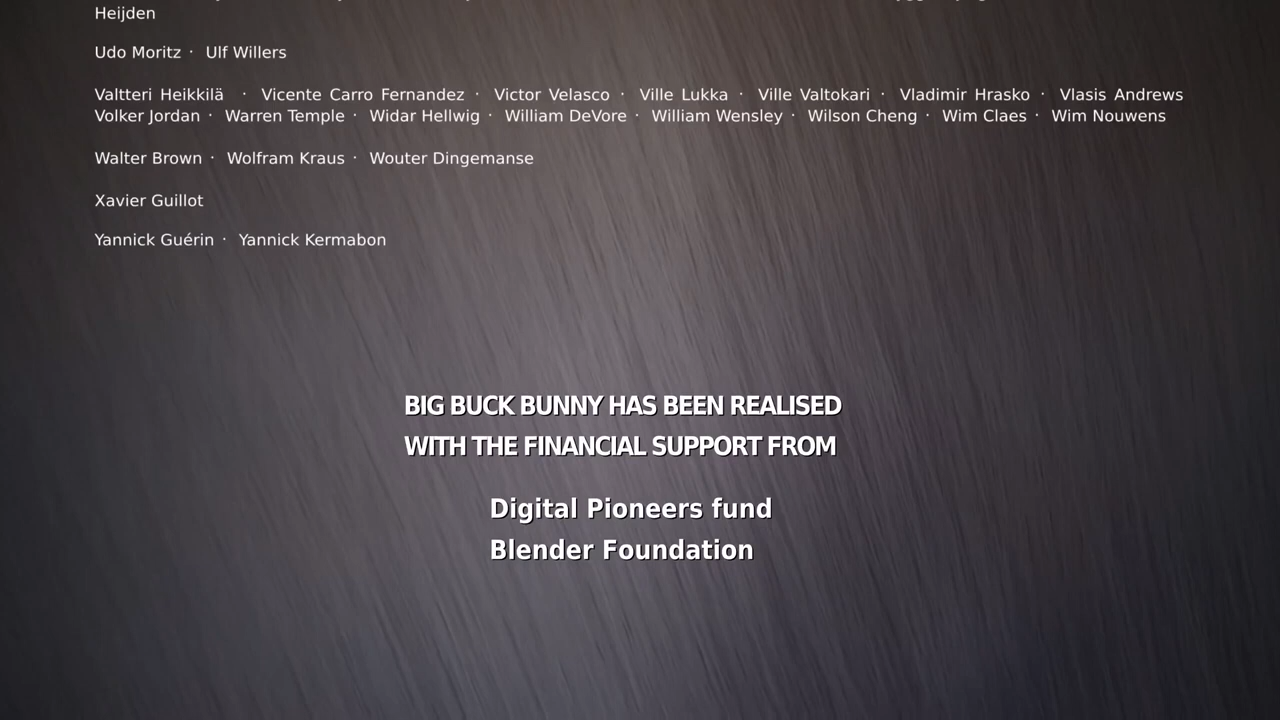 Heijden
Udo Moritz · Ulf Willers
Valtteri Heikkilä · Vicente Carro Fernandez · Victor Velasco · Ville Lukka · Ville Valtokari · Vladimir Hrasko · Vlasis Andrews
Volker Jordan · Warren Temple · Widar Hellwig · William DeVore · William Wensley · Wilson Cheng · Wim Claes · Wim Nouwens
Walter Brown · Wolfram Kraus · Wouter Dingemanse
Xavier Guillot
Yannick Guérin · Yannick Kermabon
BIG BUCK BUNNY HAS BEEN REALISED
WITH THE FINANCIAL SUPPORT FROM
Digital Pioneers fund
Blender Foundation